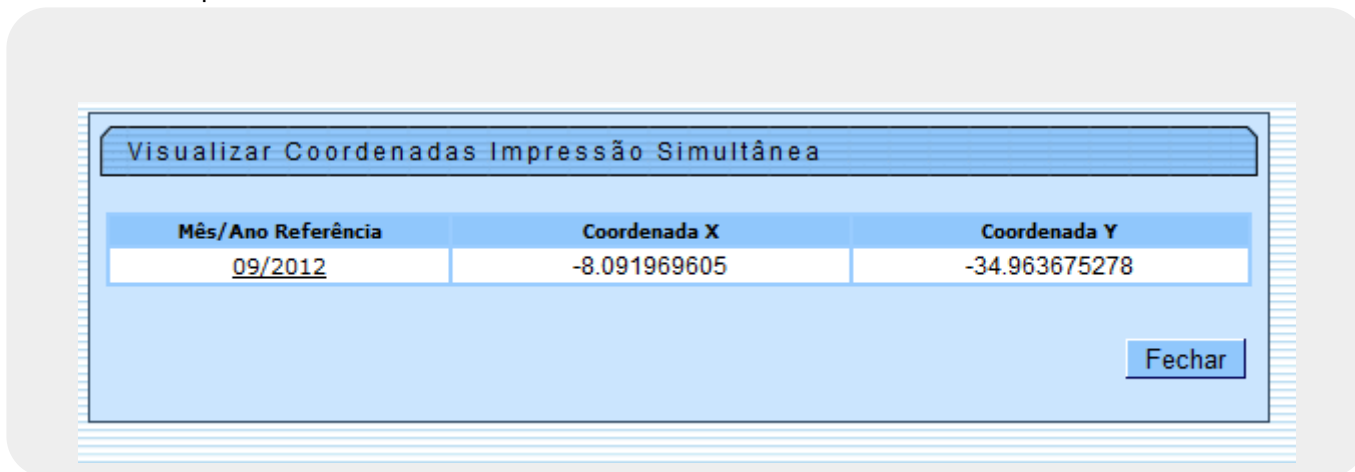 Visualizar Coordenadas Impressão Simultânea
Mês/Ano Referência Coordenada X Coordenada Y
09/2012 -8.091969605 -34.963675278
Fechar